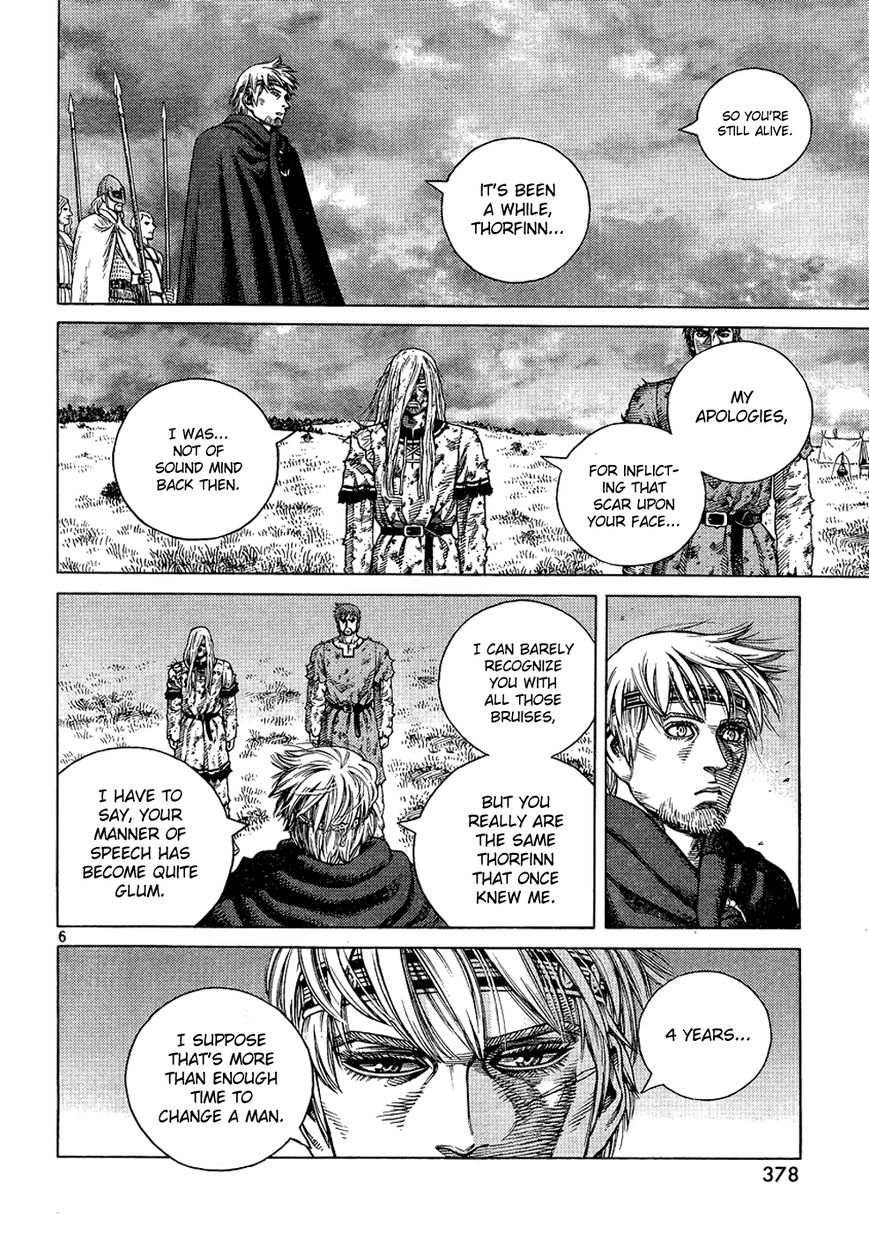 SO YOU'RE
STILL ALIVE.
IT'S BEEN
A WHILE,
THORFINN...
MY
APOLOGIES,
FOR INFLICT-
ING THAT
SCAR UPON
YOUR FACE...
I WAS...
NOT OF
SOUND MIND
BACK THEN.
I CAN BARELY
RECOGNIZE
YOU WITH
ALL THOSE
BRUISES,
BUT YOU
REALLY ARE
THE SAME
THORFINN
THAT ONCE
KNEW ME.
I HAVE TO
SAY, YOUR
MANNER OF
SPEECH HAS
BECOME QUITE
GLUM.
6
4 YEARS...
I SUPPOSE
THAT'S MORE
THAN ENOUGH
TIME TO
CHANGE A MAN.
378